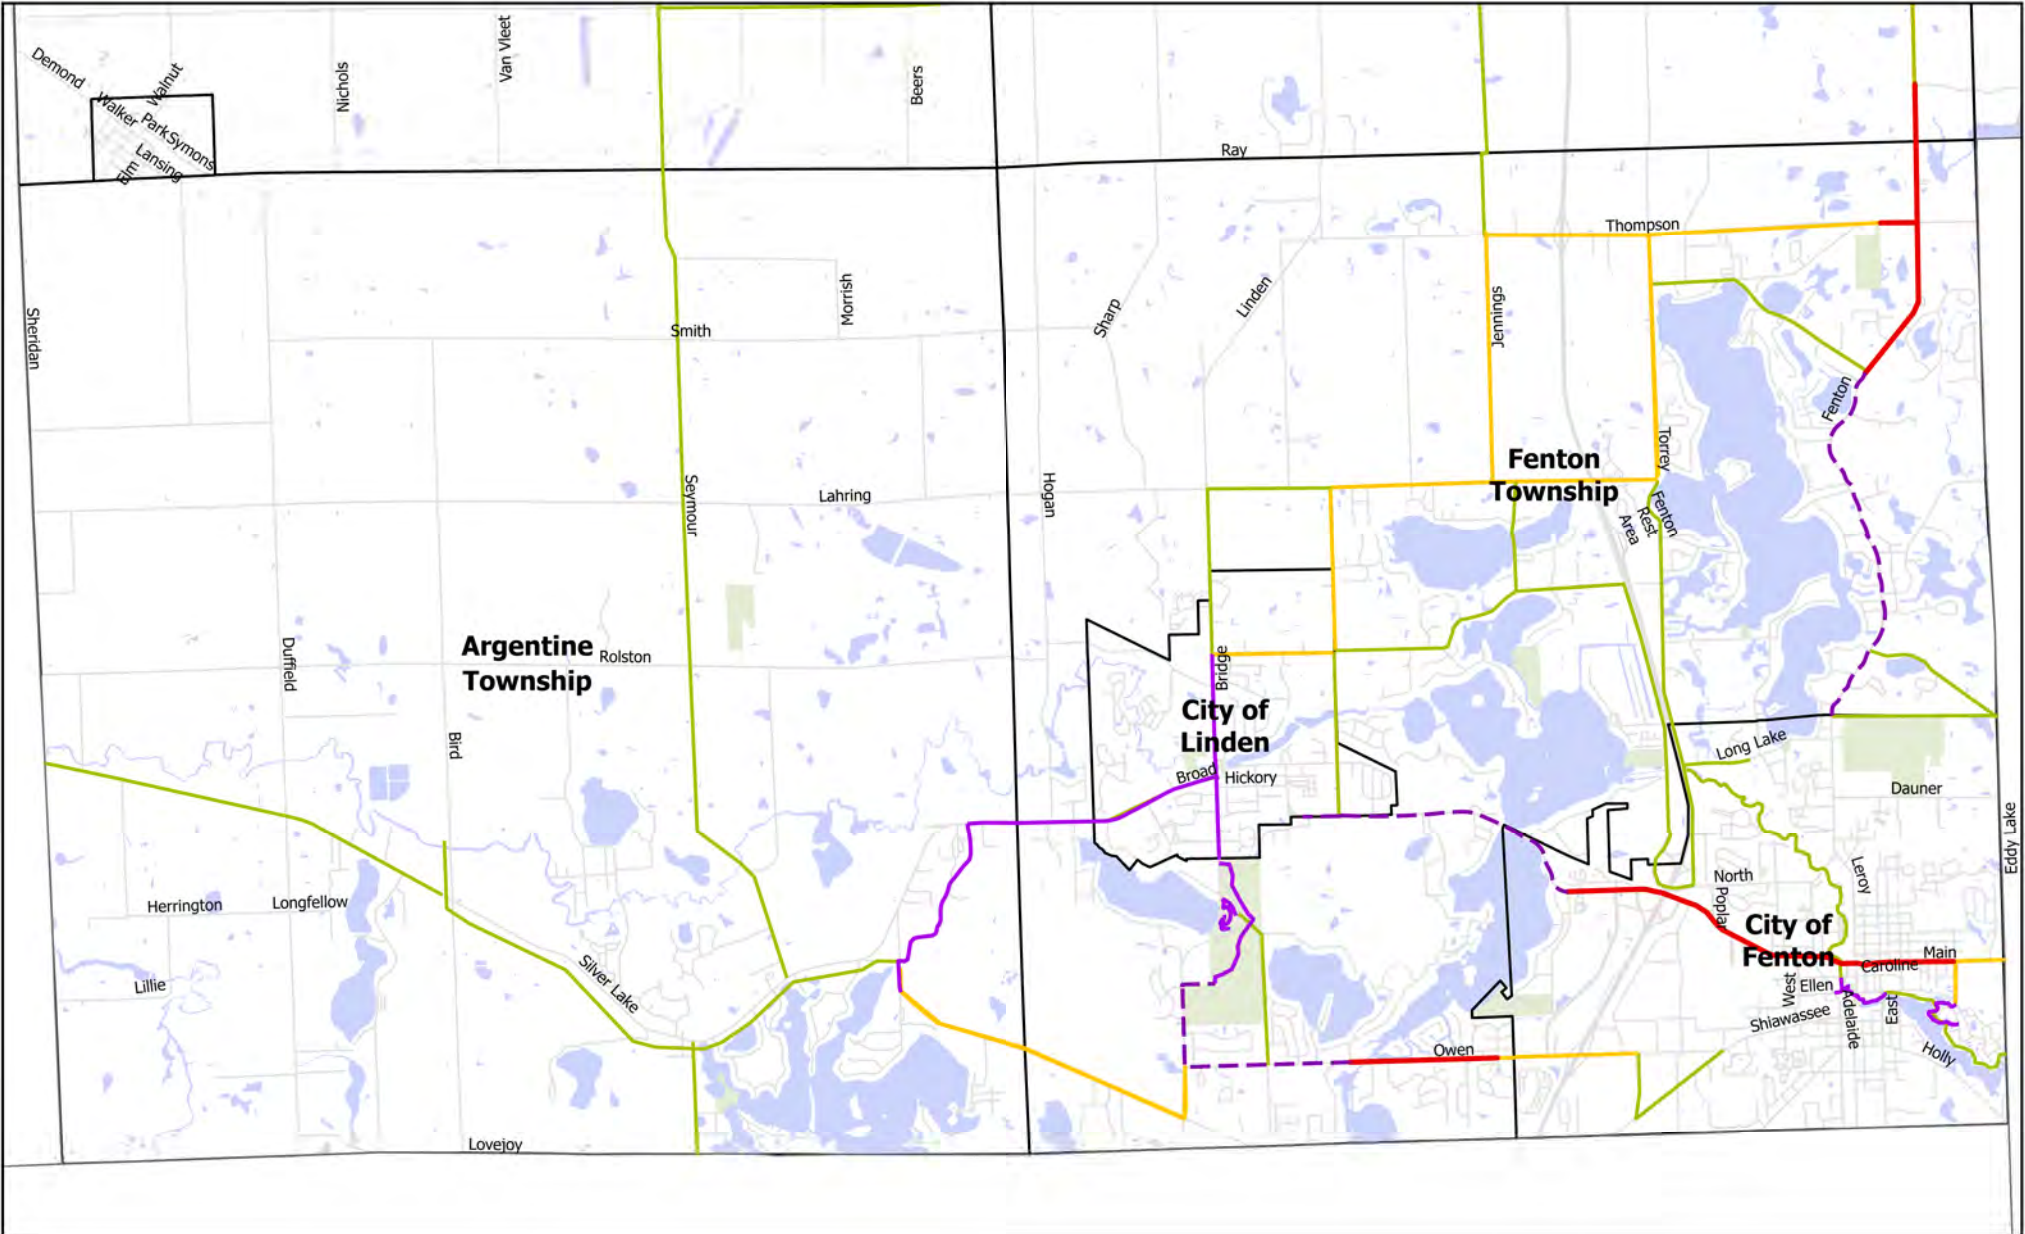 Demond
Walnut
Walker
Park
Symons
Lansing
Elm
Nichols
Van Vleet
Beers
Ray
Thompson
Sheridan
Morrish
Smith
Sharp
Linden
Jennings
Fenton
Seymour
Lahring
Hogan
Fenton
Township
Torrey
Fenton
Rest
Area
Duffield
Argentine
Township
Rolston
Bridge
City of
Linden
Bird
Broad
Hickory
Long Lake
Dauner
Eddy Lake
Herrington
Longfellow
North
Poplar
Leroy
City of
Fenton
Main
Caroline
Silver Lake
Lillie
West
Ellen
Adelaide
East
Shiawassee
Holly
Owen
Lovejoy